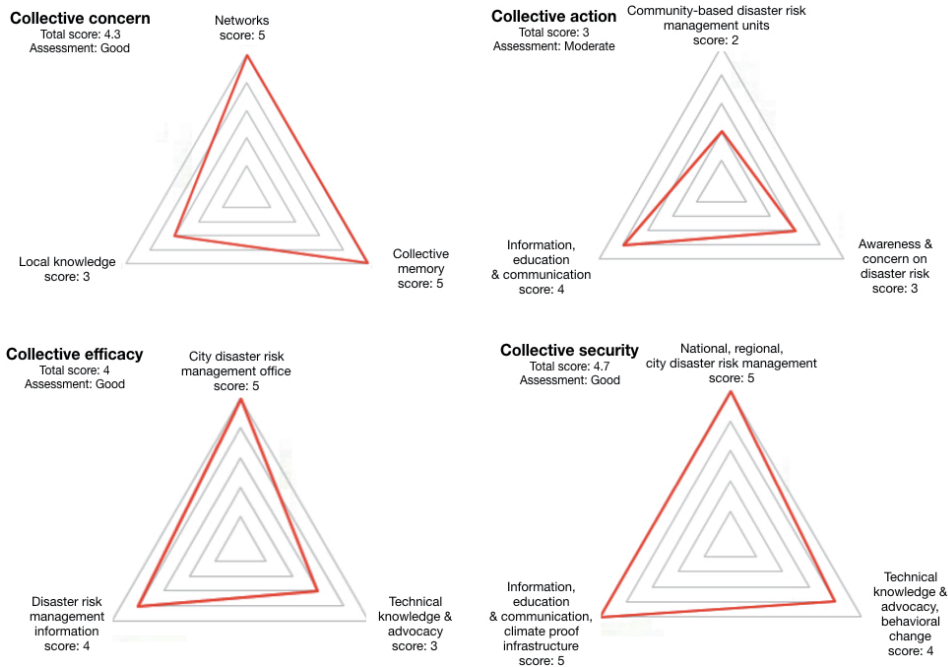 Collective concern
Total score: 4.3
Assessment: Good
Networks
score: 5
Local knowledge
score: 3
Collective
memory
score: 5
Collective action
Total score: 3
Assessment: Moderate
Community-based disaster risk
management units
score: 2
Information,
education
& communication
score: 4
Awareness &
concern on
disaster risk
score: 3
Collective efficacy
Total score: 4
Assessment: Good
City disaster risk
management office
score: 5
Disaster risk
management
information
score: 4
Technical
knowledge &
advocacy
score: 3
Collective security
Total score: 4.7
Assessment: Good
National, regional,
city disaster risk management
score: 5
Information,
education
& communication,
climate proof
infrastructure
score: 5
Technical
knowledge &
advocacy,
behavioral
change
score: 4